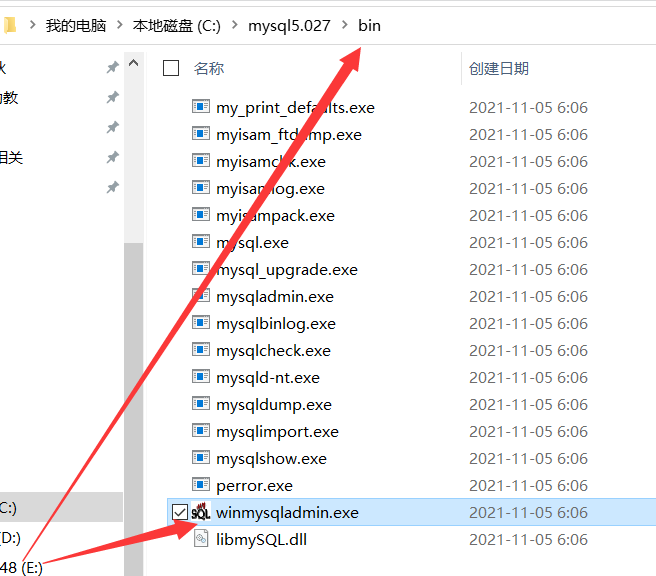 我的电脑 > 本地磁盘 (C:) > mysql5.027 > bin
名称 创建日期
my_print_defaults.exe 2021-11-05 6:06
myisam_ftdump.exe 2021-11-05 6:06
myisamchk.exe 2021-11-05 6:06
myisamlog.exe 2021-11-05 6:06
myisampack.exe 2021-11-05 6:06
mysql.exe 2021-11-05 6:06
mysql_upgrade.exe 2021-11-05 6:06
mysqladmin.exe 2021-11-05 6:06
mysqlbinlog.exe 2021-11-05 6:06
mysqlcheck.exe 2021-11-05 6:06
mysqld-nt.exe 2021-11-05 6:06
mysqldump.exe 2021-11-05 6:06
mysqlimport.exe 2021-11-05 6:06
mysqlshow.exe 2021-11-05 6:06
perror.exe 2021-11-05 6:06
SQL winmysqladmin.exe 2021-11-05 6:06
libmySQL.dll 2021-11-05 6:06
教
相关
C:)
(D:)
48 (E:)